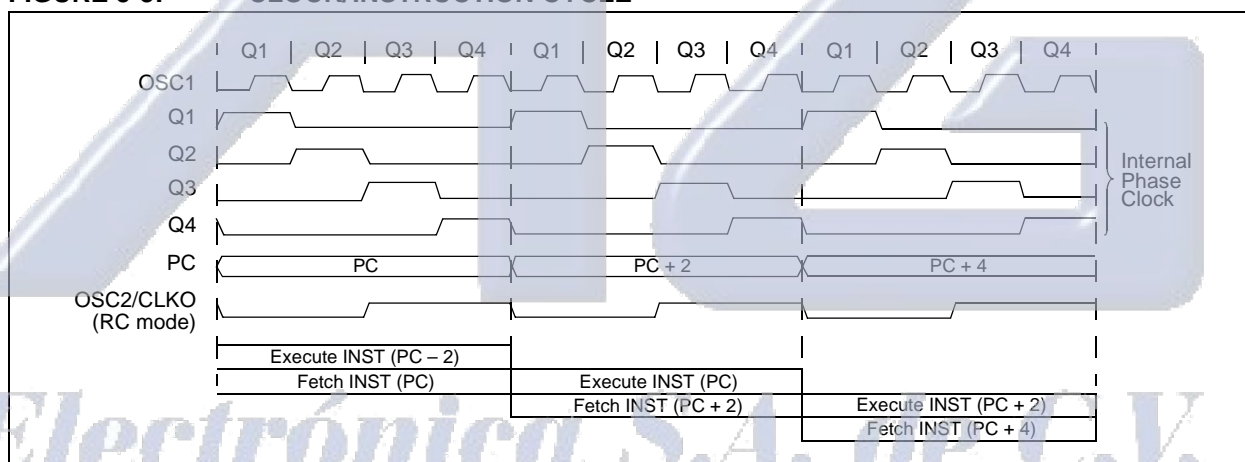 Q1 | Q2 | Q3 | Q4 Q1 | Q2 | Q3 | Q4 Q1 | Q2 | Q3 | Q4
OSC1
Q1
Q2
Q3
Q4
Internal
Phase
Clock
PC PC PC + 2 PC + 4
OSC2/CLKO
(RC mode)
Execute INST (PC – 2)
Fetch INST (PC) Execute INST (PC)
Fetch INST (PC + 2) Execute INST (PC + 2)
Fetch INST (PC + 4)
Electrónica S.A. de C.V.